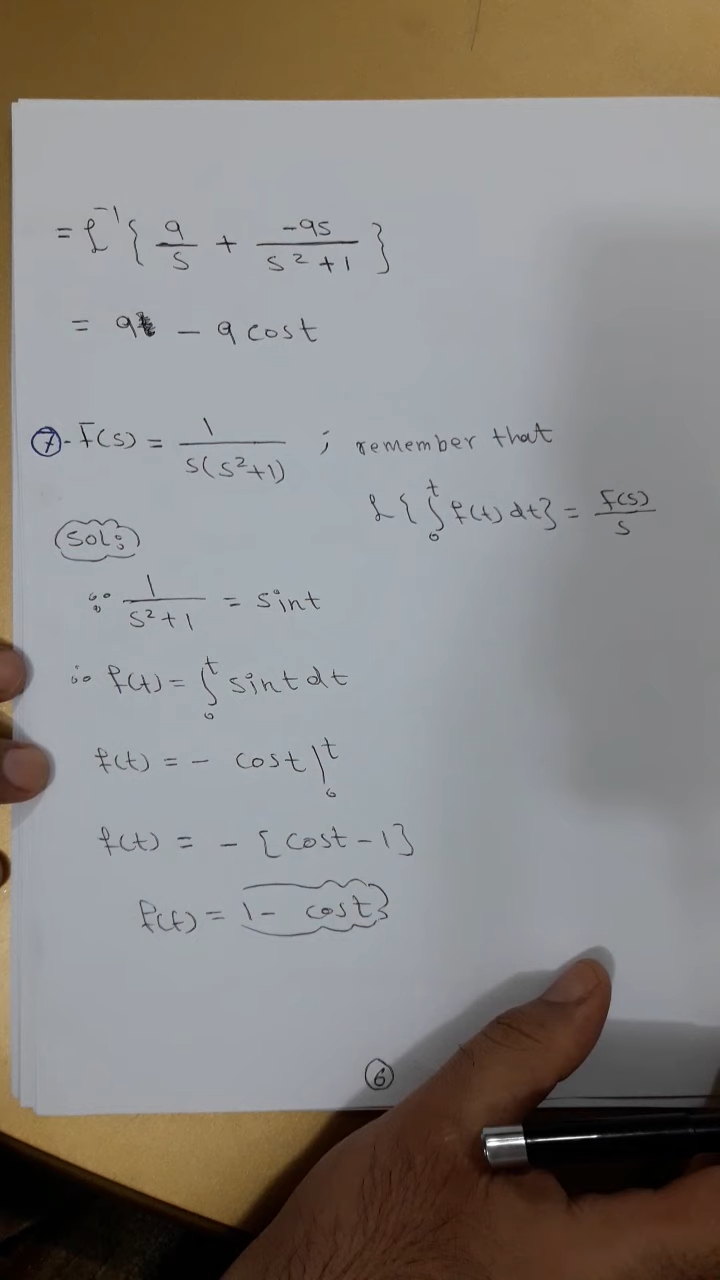 = ℒ⁻¹ { 9/s + -9s/(s²+1) }
= 9 - 9 cost
⑦- F(s) = 1/(s(s²+1)) ; remember that
ℒ{∫₀ᵗ f(t) dt} = F(s)/s
Sol:
∵ 1/(s²+1) = sint
∴ f(t) = ∫₀ᵗ sint dt
f(t) = - cost |₀ᵗ
f(t) = - [cost - 1]
f(t) = 1 - cost
⑥